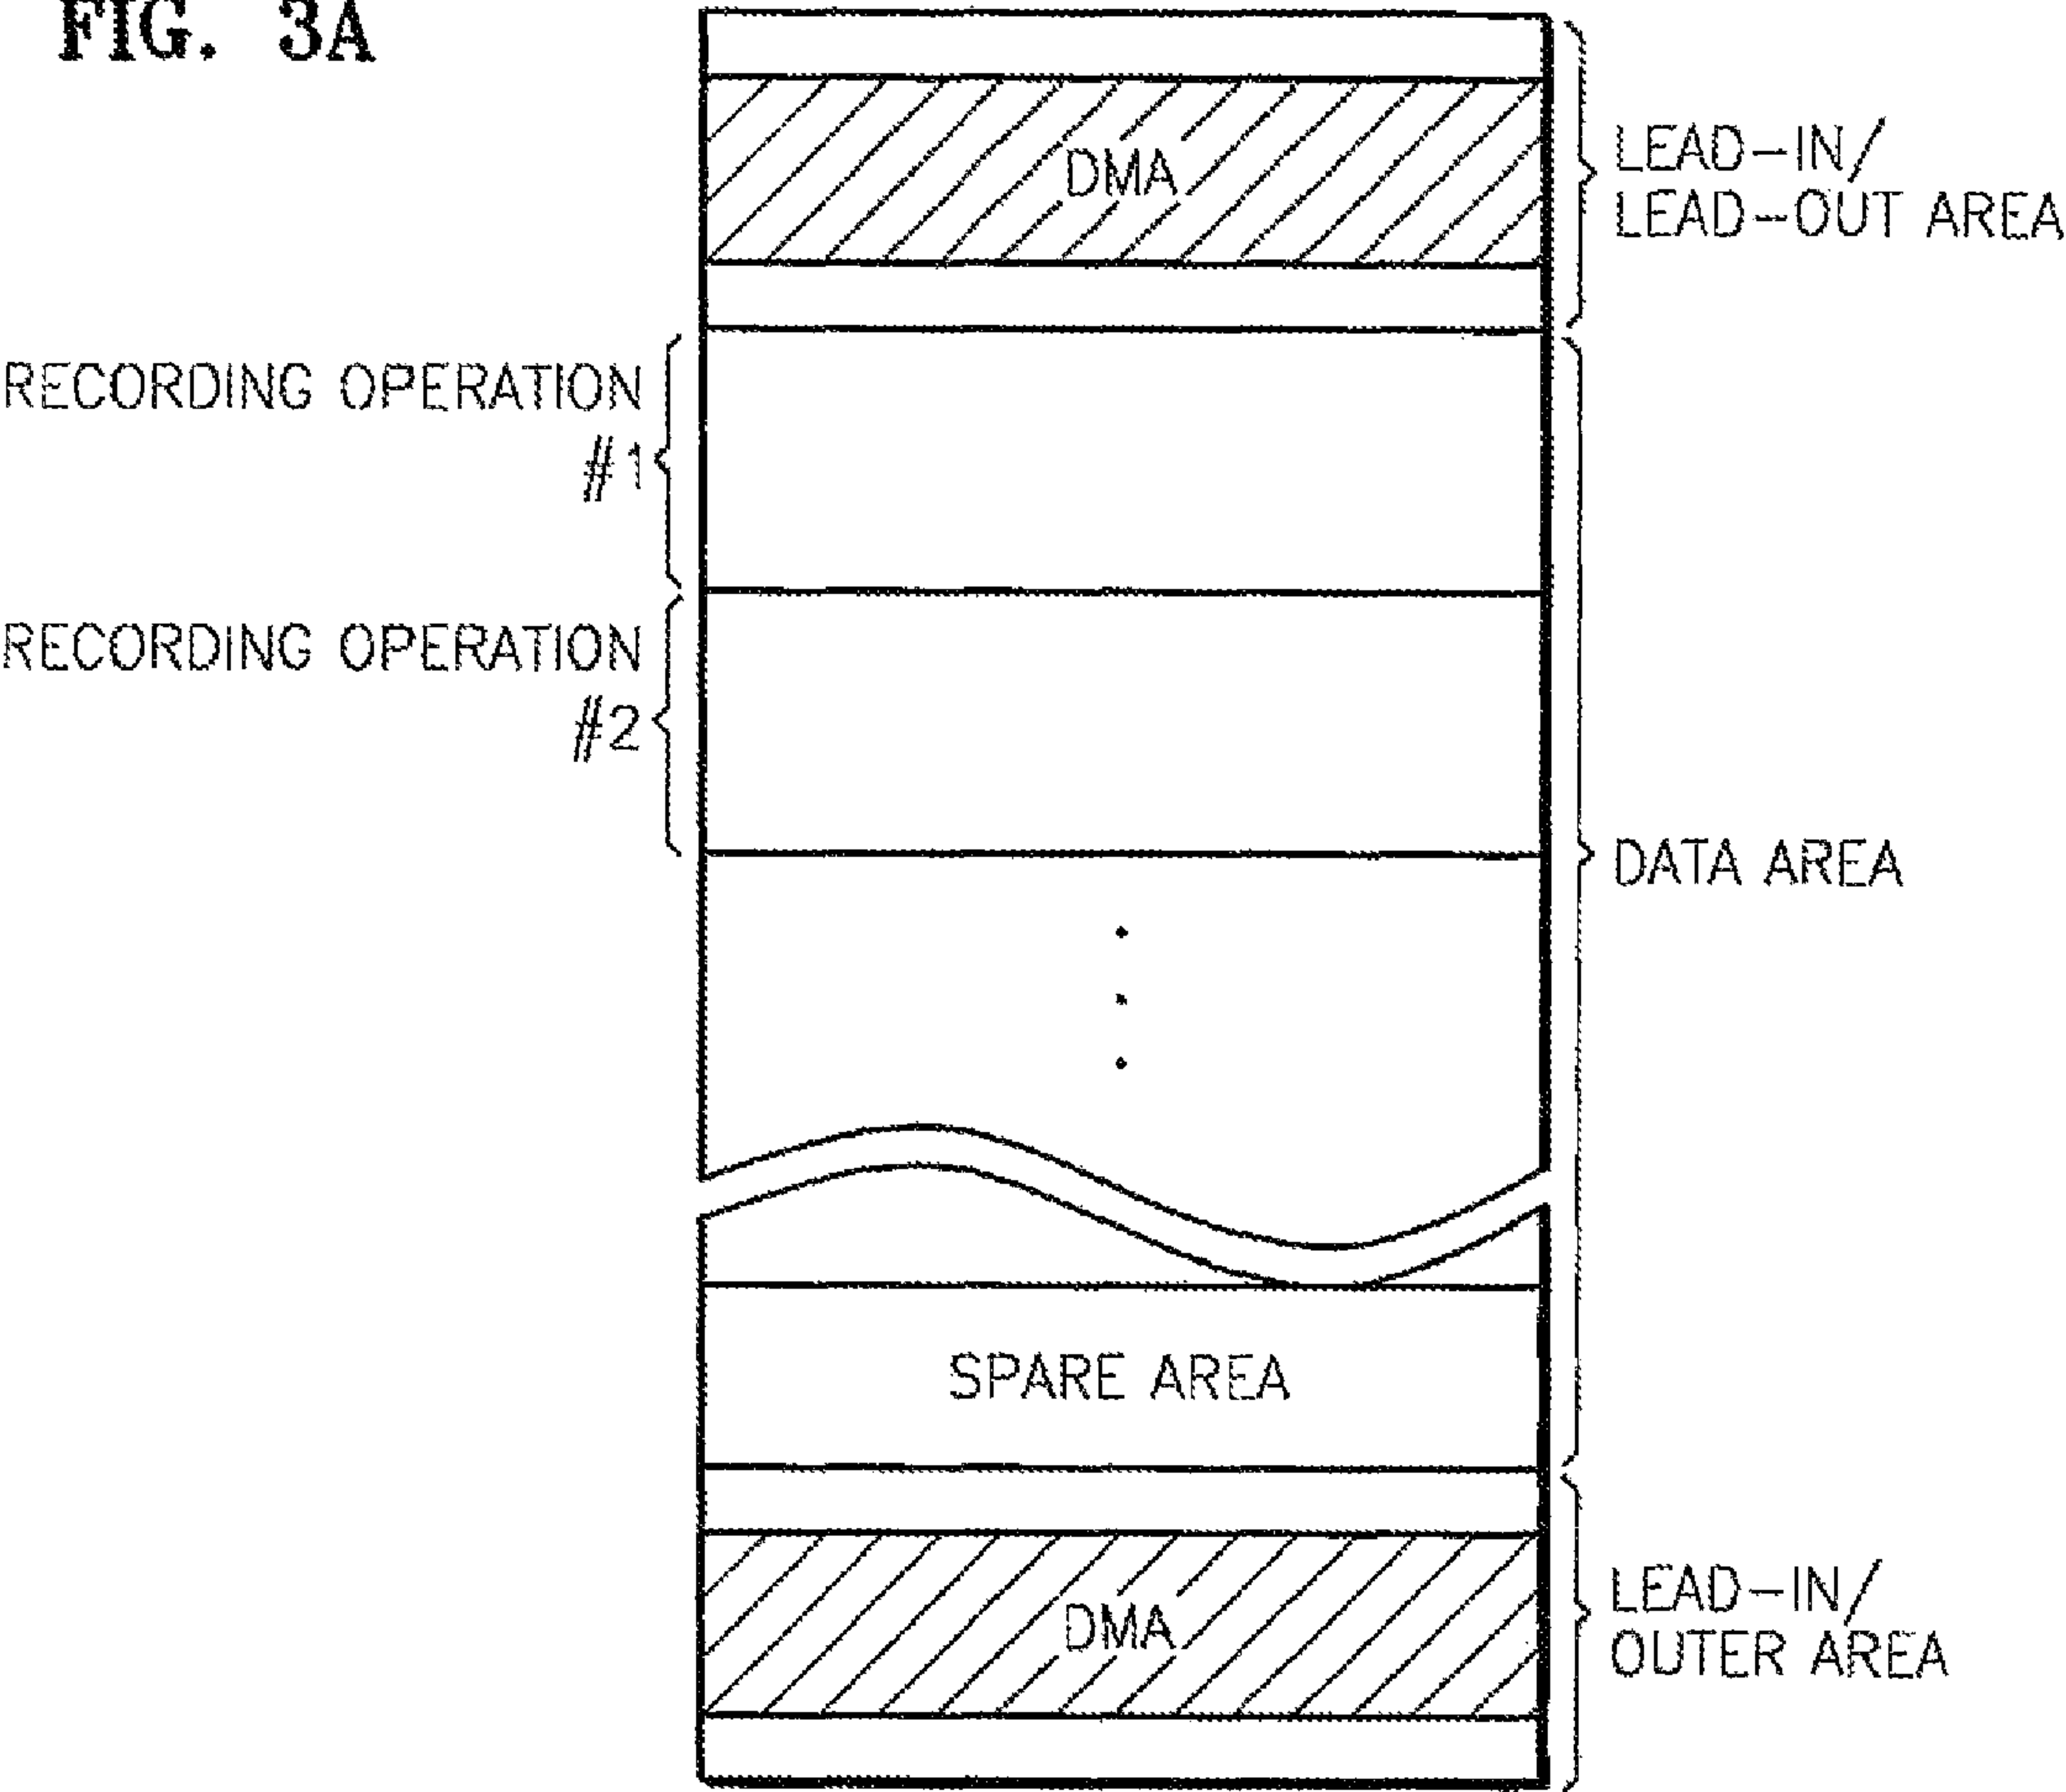 FIG. 3A
DMA
LEAD-IN/
LEAD-OUT AREA
RECORDING OPERATION
#1
RECORDING OPERATION
#2
DATA AREA
SPARE AREA
DMA
LEAD-IN/
OUTER AREA